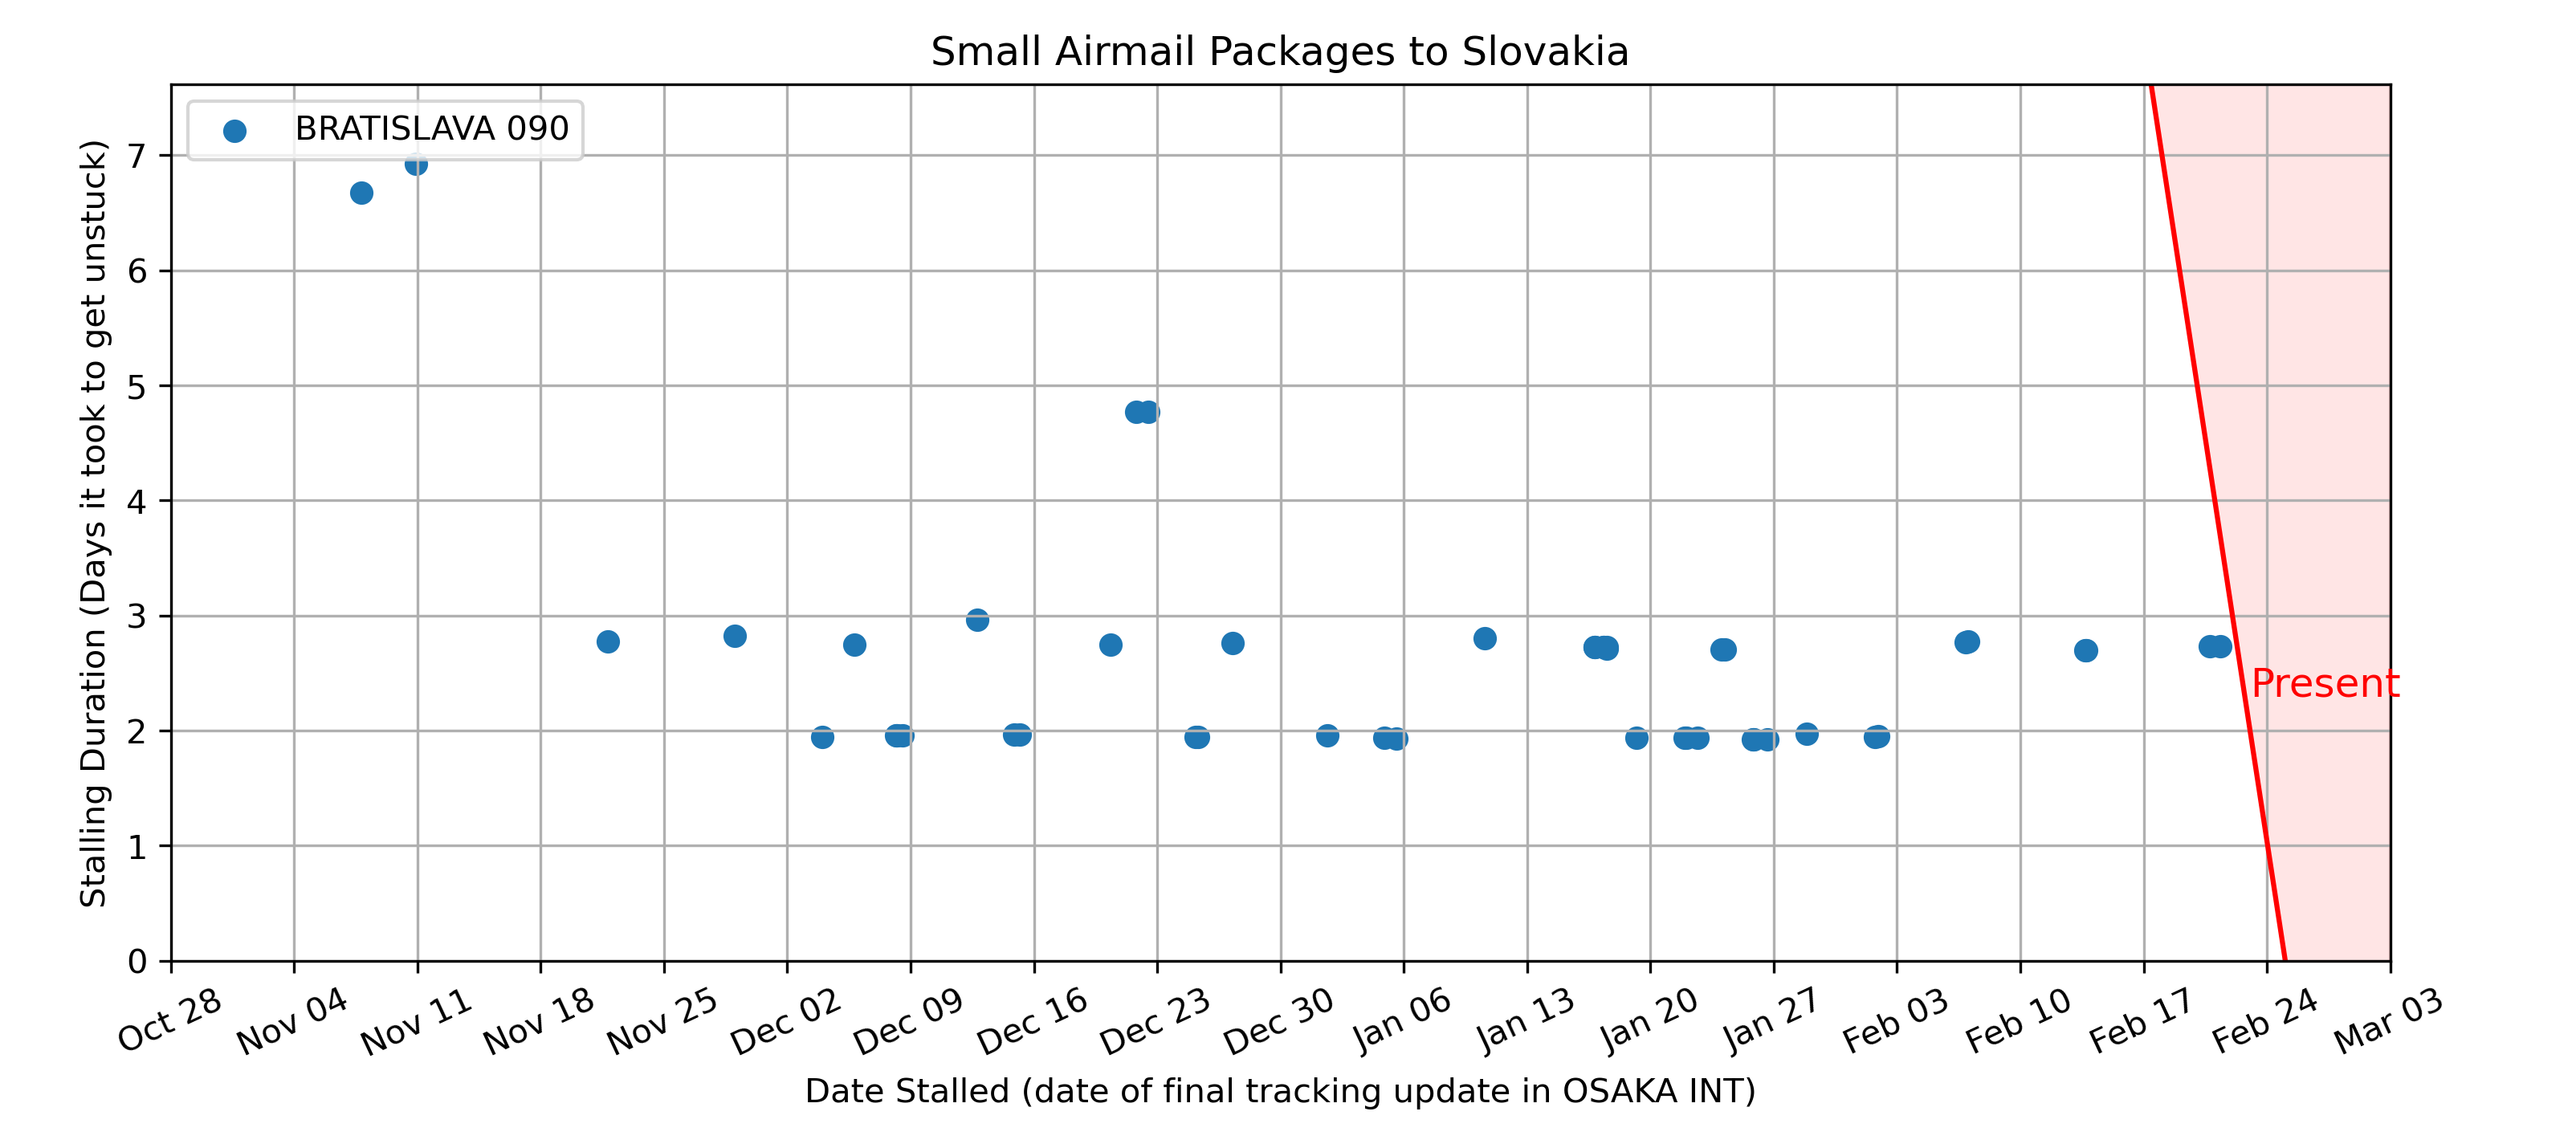 Small Airmail Packages to Slovakia
BRATISLAVA 090
Stalling Duration (Days it took to get unstuck)
7
6
5
4
3
2
1
0
Present
Oct 28
Nov 04
Nov 11
Nov 18
Nov 25
Dec 02
Dec 09
Dec 16
Dec 23
Dec 30
Jan 06
Jan 13
Jan 20
Jan 27
Feb 03
Feb 10
Feb 17
Feb 24
Mar 03
Date Stalled (date of final tracking update in OSAKA INT)